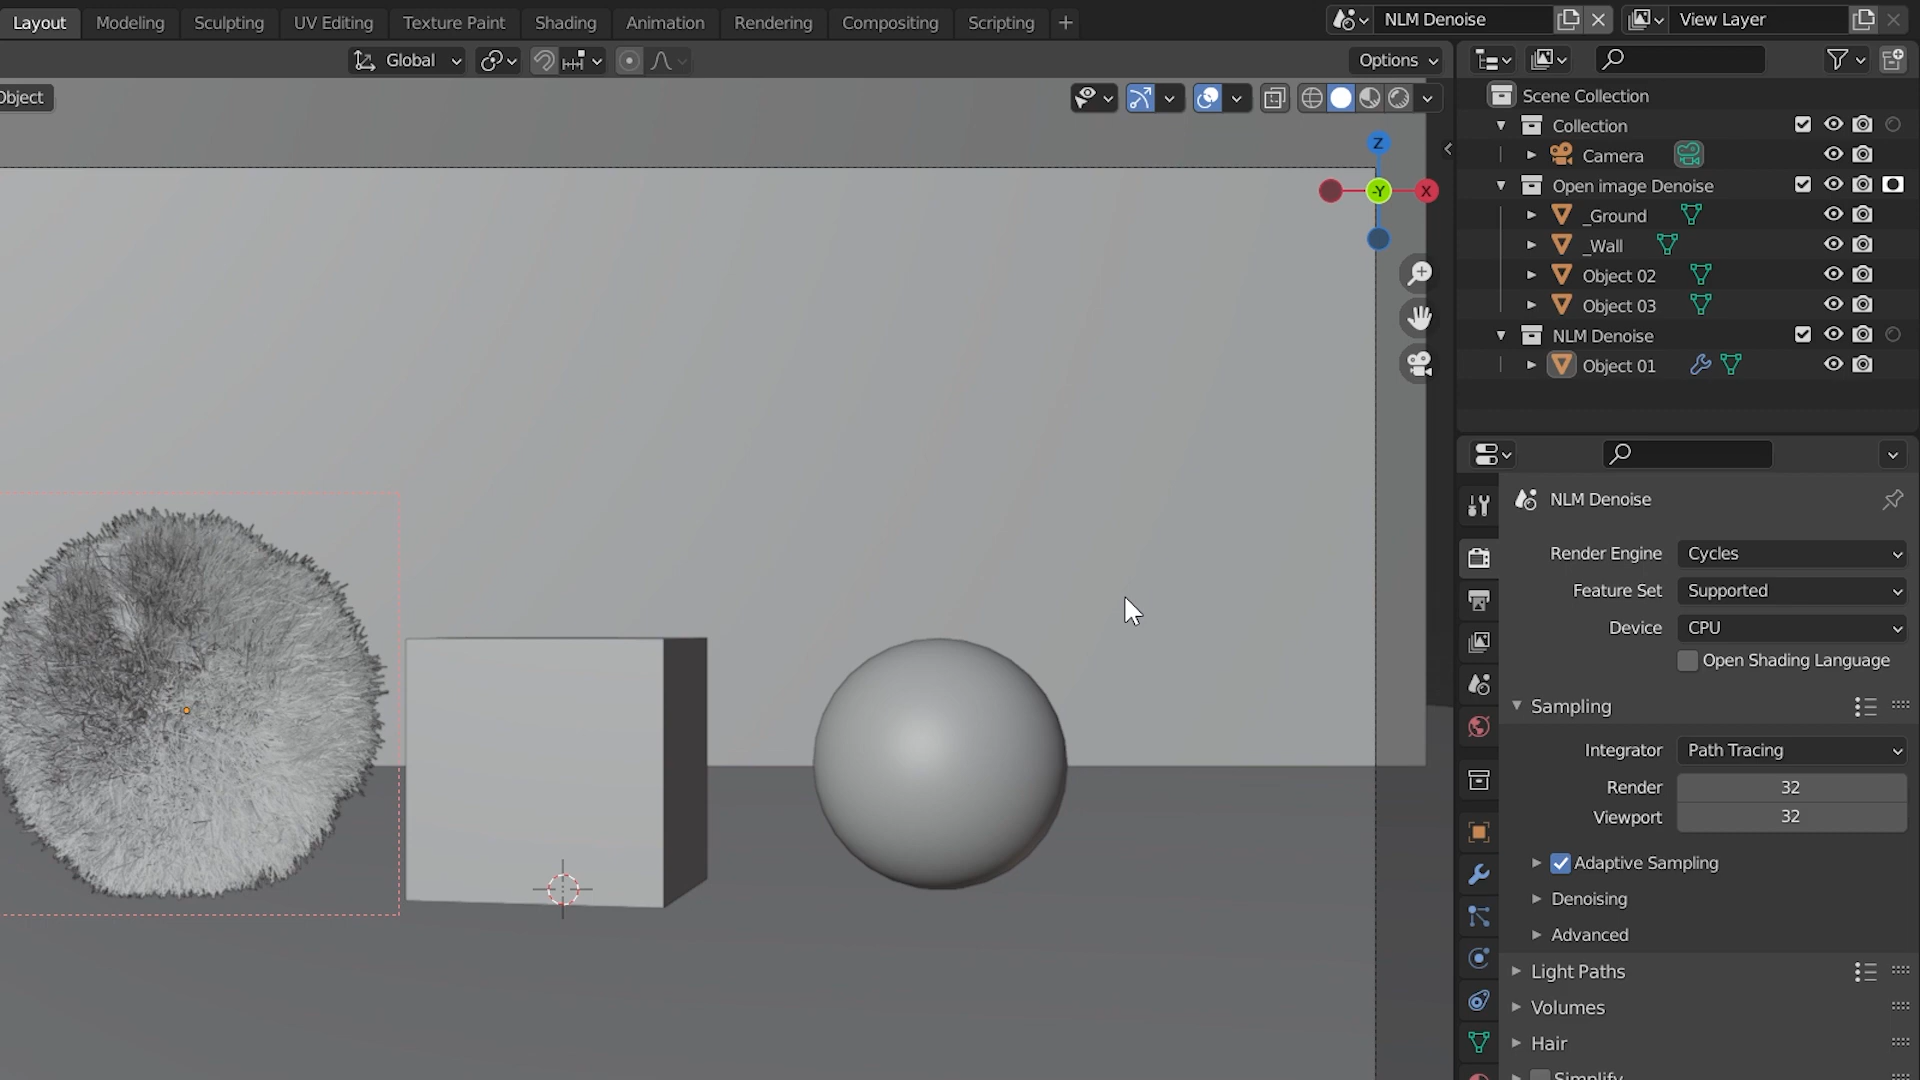 Layout Modeling Sculpting UV Editing Texture Paint Shading Animation Rendering Compositing Scripting +
NLM Denoise View Layer
Global
Options
Object
Z
-Y
X
Scene Collection
Collection
Camera
Open image Denoise
_Ground
_Wall
Object 02
Object 03
NLM Denoise
Object 01
NLM Denoise
Render Engine Cycles
Feature Set Supported
Device CPU
Open Shading Language
Sampling
Integrator Path Tracing
Render 32
Viewport 32
Adaptive Sampling
Denoising
Advanced
Light Paths
Volumes
Hair
Simplify